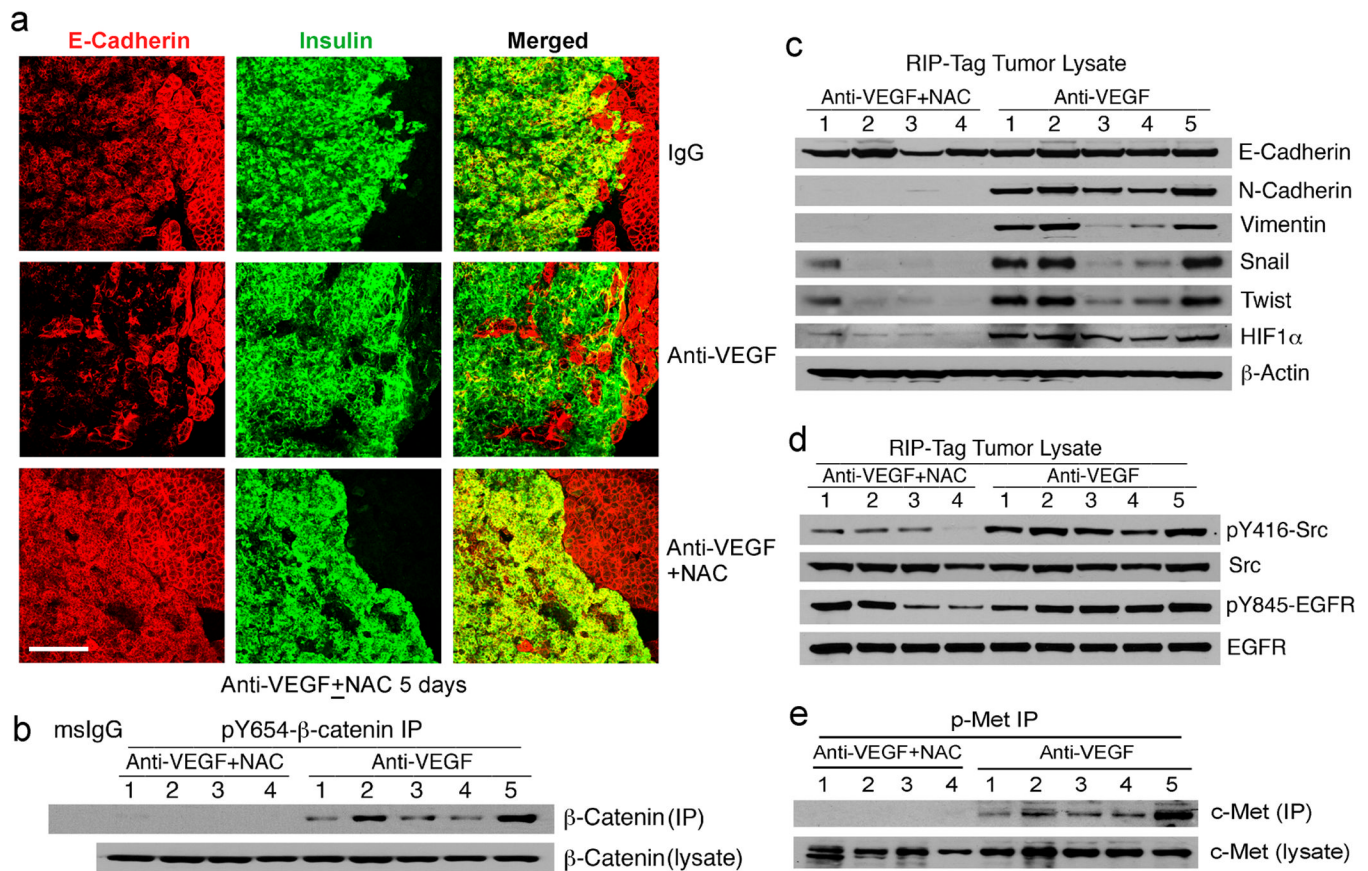 a
E-Cadherin Insulin Merged
IgG
Anti-VEGF
Anti-VEGF
+NAC
Anti-VEGF±NAC 5 days
b
msIgG pY654-β-catenin IP
Anti-VEGF+NAC Anti-VEGF
1 2 3 4 1 2 3 4 5
β-Catenin (IP)
β-Catenin (lysate)
c
RIP-Tag Tumor Lysate
Anti-VEGF+NAC Anti-VEGF
1 2 3 4 1 2 3 4 5
E-Cadherin
N-Cadherin
Vimentin
Snail
Twist
HIF1α
β-Actin
d
RIP-Tag Tumor Lysate
Anti-VEGF+NAC Anti-VEGF
1 2 3 4 1 2 3 4 5
pY416-Src
Src
pY845-EGFR
EGFR
e
p-Met IP
Anti-VEGF+NAC Anti-VEGF
1 2 3 4 1 2 3 4 5
c-Met (IP)
c-Met (lysate)